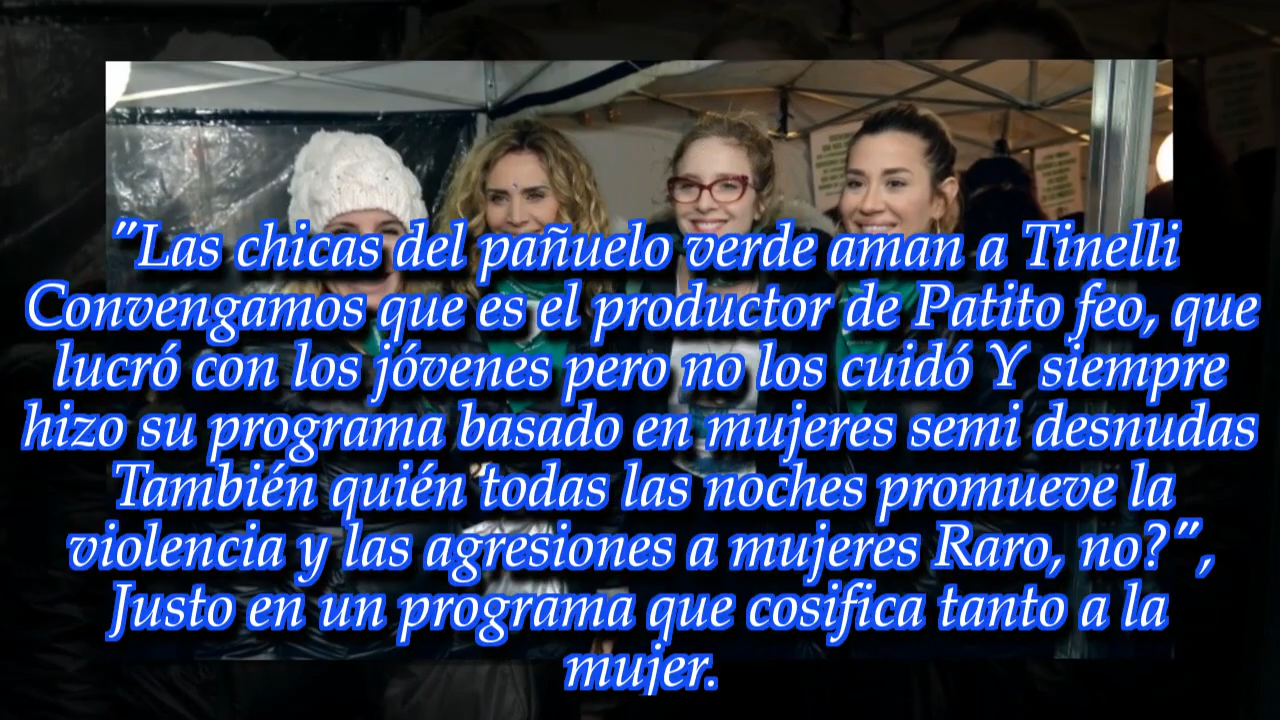 "Las chicas del pañuelo verde aman a Tinelli
Convengamos que es el productor de Patito feo, que
lucró con los jóvenes pero no los cuidó Y siempre
hizo su programa basado en mujeres semi desnudas
También quién todas las noches promueve la
violencia y las agresiones a mujeres Raro, no?",
Justo en un programa que cosifica tanto a la
mujer.